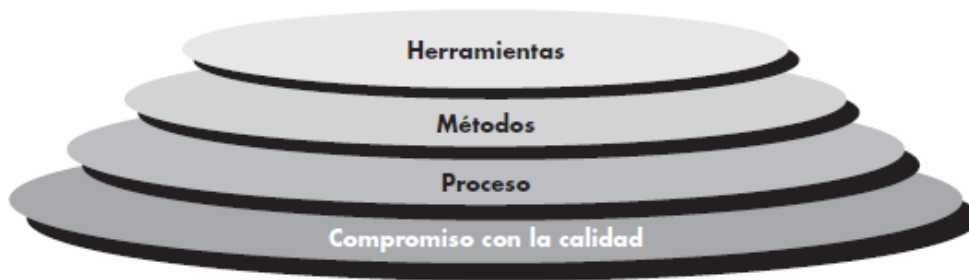 Herramientas
Métodos
Proceso
Compromiso con la calidad